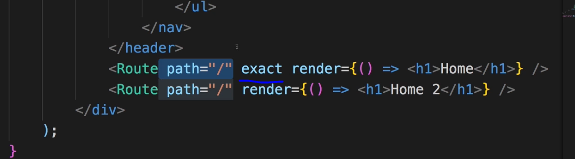 </ul>
</nav>
</header>
<Route path="/" exact render={() => <h1>Home</h1>} />
<Route path="/" render={() => <h1>Home 2</h1>} />
</div>
);
}